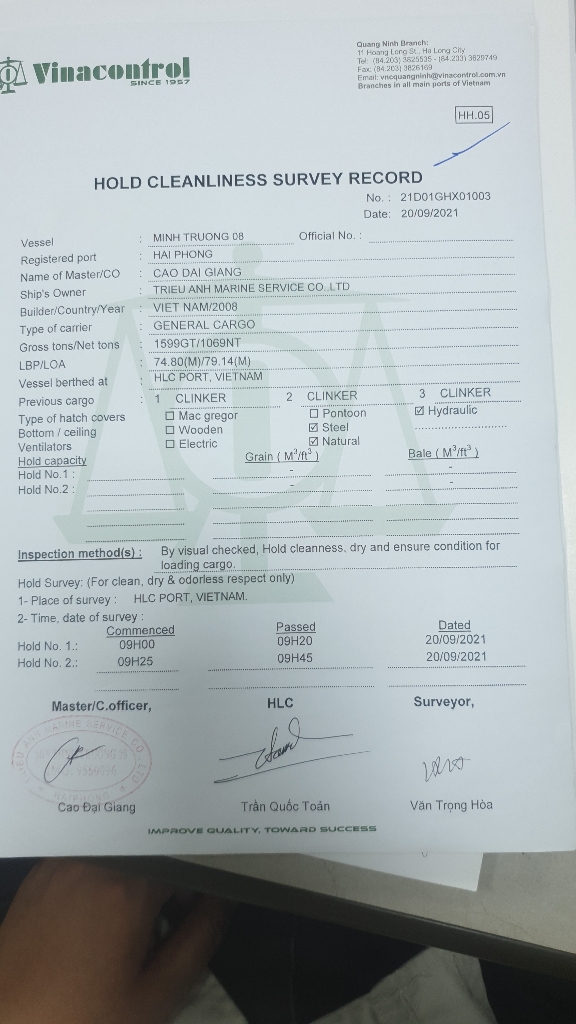 Vinacontrol
SINCE 1957
Quang Ninh Branch:
1st Hoang Long St., Ha Long City
Tel: (84.203) 3625535 - (84.233) 3629749
Fax: (84.203) 3826169
Email: vncquangninh@vinacontrol.com.vn
Branches in all main ports of Vietnam
HH.05
HOLD CLEANLINESS SURVEY RECORD
No. : 21D01GHX01003
Date: 20/09/2021
Vessel : MINH TRUONG 08 Official No. :
Registered port : HAI PHONG
Name of Master/CO : CAO DAI GIANG
Ship's Owner : TRIEU ANH MARINE SERVICE CO.,LTD
Builder/Country/Year : VIET NAM/2008
Type of carrier : GENERAL CARGO
Gross tons/Net tons : 1599GT/1069NT
LBP/LOA : 74.80(M)/79.14(M)
Vessel berthed at : HLC PORT, VIETNAM
Previous cargo : 1 CLINKER 2 CLINKER 3 CLINKER
Type of hatch covers ☐ Mac gregor ☐ Pontoon ☑ Hydraulic
Bottom / ceiling ☐ Wooden ☑ Steel
Ventilators ☐ Electric ☑ Natural
Hold capacity Grain ( M³/ft³ ) Bale ( M³/ft³ )
Hold No.1 : - -
Hold No.2 : - -
Inspection method(s) : By visual checked, Hold cleanness, dry and ensure condition for
loading cargo.
Hold Survey: (For clean, dry & odorless respect only)
1- Place of survey : HLC PORT, VIETNAM.
2- Time, date of survey :
Commenced Passed Dated
Hold No. 1.: 09H00 09H20 20/09/2021
Hold No. 2.: 09H25 09H45 20/09/2021
Master/C.officer, HLC Surveyor,
Cao Đại Giang Trần Quốc Toản Văn Trọng Hòa
IMPROVE QUALITY, TOWARD SUCCESS